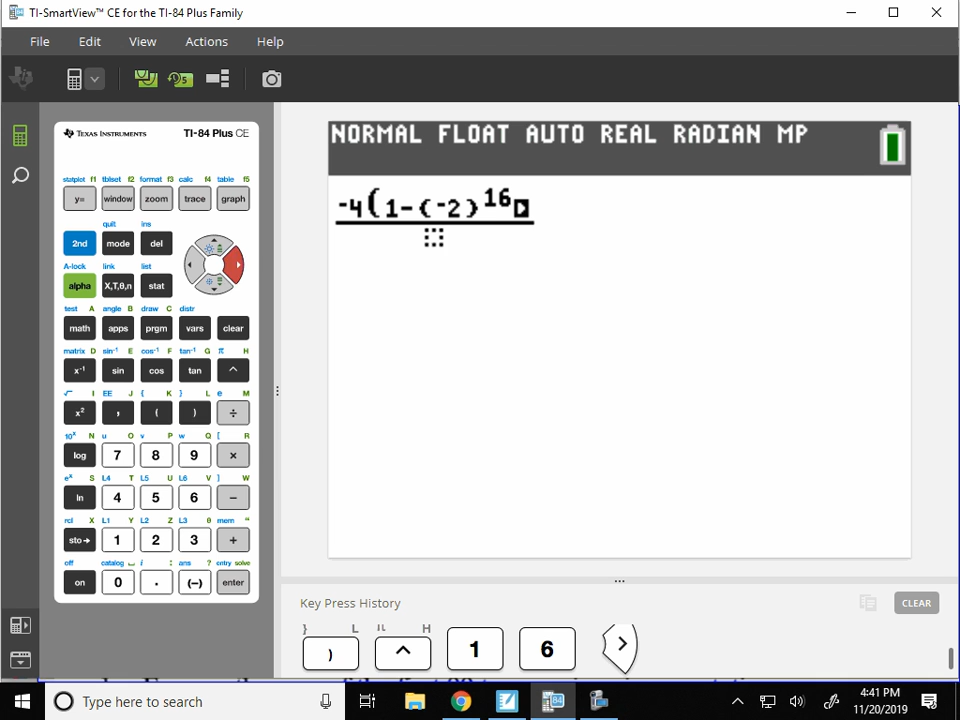 TI-SmartView™ CE for the TI-84 Plus Family
File Edit View Actions Help
TEXAS INSTRUMENTS TI-84 Plus CE
NORMAL FLOAT AUTO REAL RADIAN MP
-4(1-(-2)^16
statplot f1 tblset f2 format f3 calc f4 table f5
y= window zoom trace graph
quit ins
2nd mode del
A-lock link list
alpha X,T,θ,n stat
test A angle B draw C distr
math apps prgm vars clear
matrix D sin⁻¹ E cos⁻¹ F tan⁻¹ G π H
x⁻¹ sin cos tan ^
√ I EE J { K } L e M
x² , ( ) ÷
10ˣ N u O v P w Q [ R
log 7 8 9 ×
eˣ S L4 T L5 U L6 V ] W
ln 4 5 6 −
rcl X L1 Y L2 Z L3 θ mem "
sto→ 1 2 3 +
off catalog i : ans ? entry solve
on 0 . (−) enter
Key Press History CLEAR
} L π H
) ^ 1 6 >
Type here to search
4:41 PM
11/20/2019